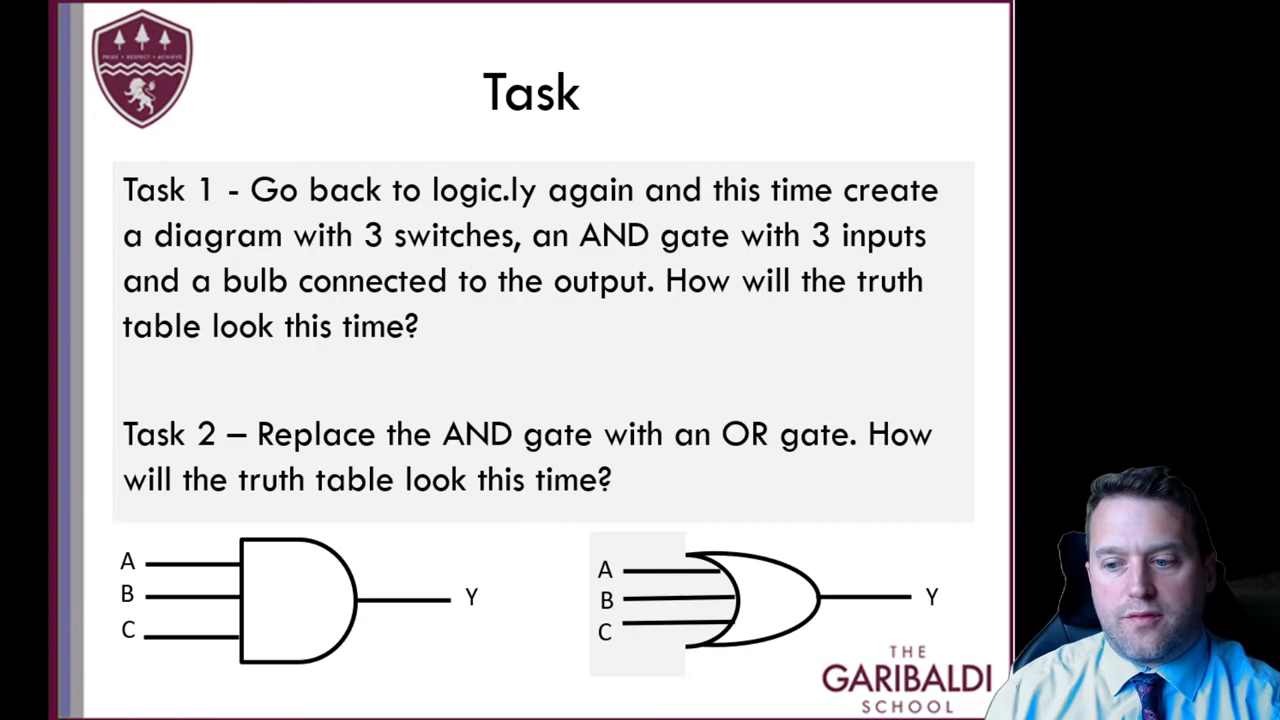 PRIDE • RESPECT • ACHIEVE
Task
Task 1 - Go back to logic.ly again and this time create
a diagram with 3 switches, an AND gate with 3 inputs
and a bulb connected to the output. How will the truth
table look this time?
Task 2 – Replace the AND gate with an OR gate. How
will the truth table look this time?
A
B
C
Y
A
B
C
Y
THE
GARIBALDI
SCHOOL